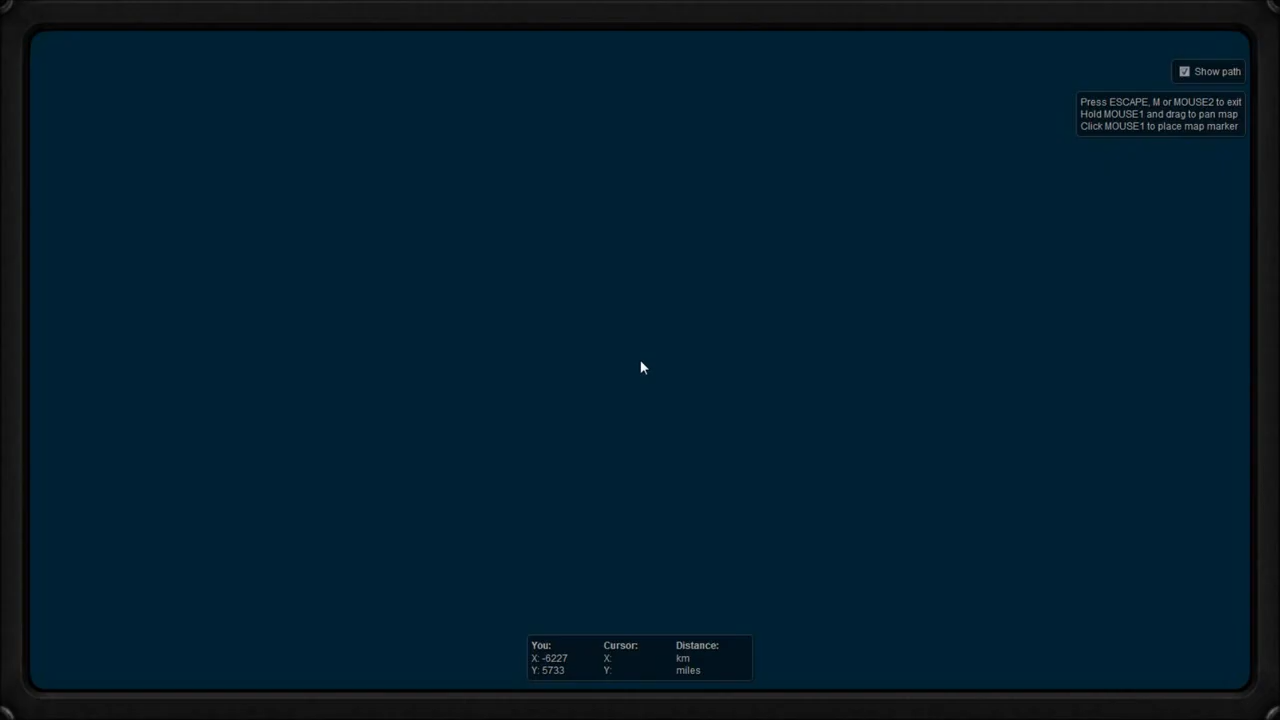 Show path
Press ESCAPE, M or MOUSE2 to exit
Hold MOUSE1 and drag to pan map
Click MOUSE1 to place map marker
You: Cursor: Distance:
X: -6227 X: km
Y: 5733 Y: miles